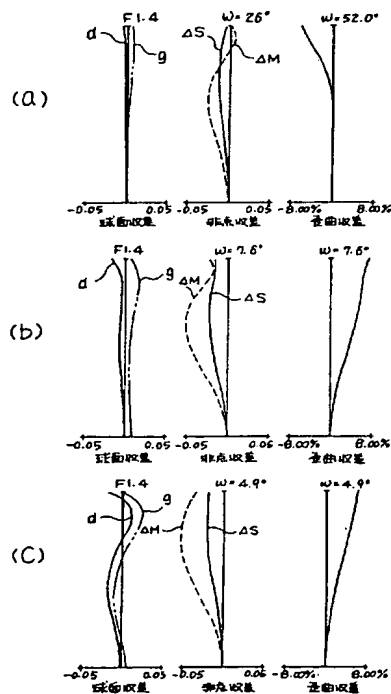 F1.4 ω=26° ω=52.0°
d g ΔS ΔM
(a)
-0.05 0.05 -0.05 0.05 -8.00% 8.00%
球面収差 非点収差 歪曲収差
F1.4 ω=7.6° ω=7.6°
d g ΔM ΔS
(b)
-0.05 0.05 -0.05 0.06 -8.00% 8.00%
球面収差 非点収差 歪曲収差
F1.4 ω=4.9° ω=4.9°
d g ΔM ΔS
(C)
-0.05 0.05 -0.05 0.06 -8.00% 8.00%
球面収差 非点収差 歪曲収差